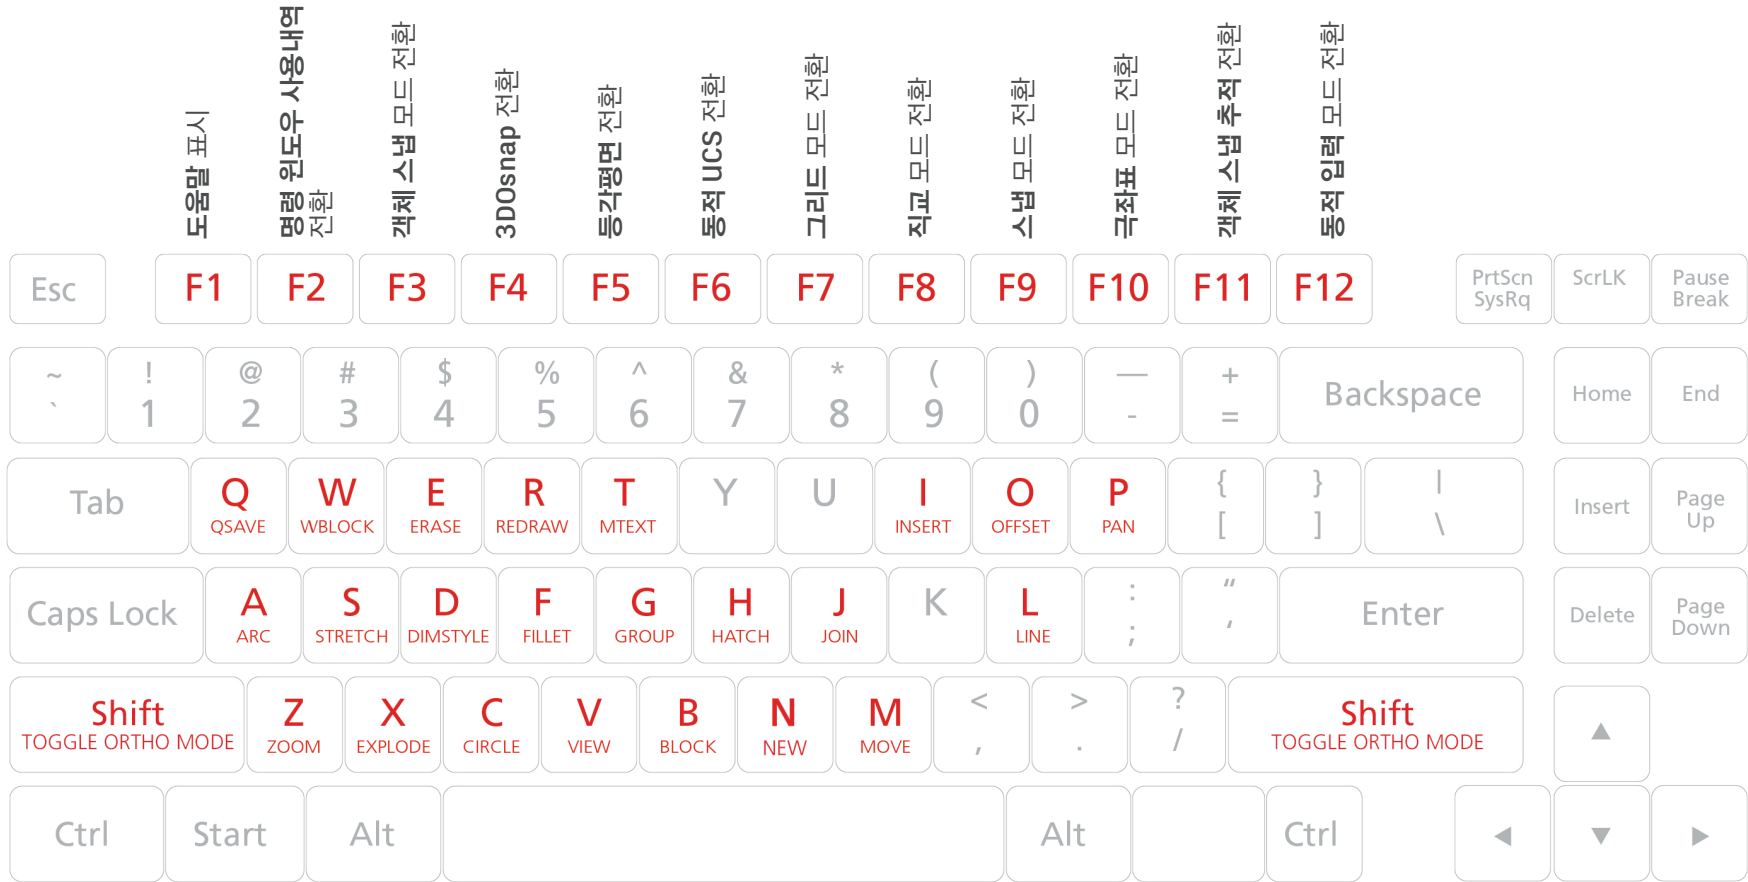 도움말 표시
명령 윈도우 사용내역
전환
객체 스냅 모드 전환
3DOsnap 전환
등각평면 전환
동적 UCS 전환
그리드 모드 전환
직교 모드 전환
스냅 모드 전환
극좌표 모드 전환
객체 스냅 추적 전환
동적 입력 모드 전환
Esc
F1
F2
F3
F4
F5
F6
F7
F8
F9
F10
F11
F12
PrtScn
SysRq
ScrLK
Pause
Break
~
`
!
1
@
2
#
3
$
4
%
5
^
6
&
7
*
8
(
9
)
0
—
-
+
=
Backspace
Home
End
Tab
Q
QSAVE
W
WBLOCK
E
ERASE
R
REDRAW
T
MTEXT
Y
U
I
INSERT
O
OFFSET
P
PAN
{
[
}
]
|
\
Insert
Page
Up
Caps Lock
A
ARC
S
STRETCH
D
DIMSTYLE
F
FILLET
G
GROUP
H
HATCH
J
JOIN
K
L
LINE
:
;
“
‘
Enter
Delete
Page
Down
Shift
TOGGLE ORTHO MODE
Z
ZOOM
X
EXPLODE
C
CIRCLE
V
VIEW
B
BLOCK
N
NEW
M
MOVE
<
,
>
.
?
/
Shift
TOGGLE ORTHO MODE
▲
Ctrl
Start
Alt
Alt
Ctrl
◀
▼
▶